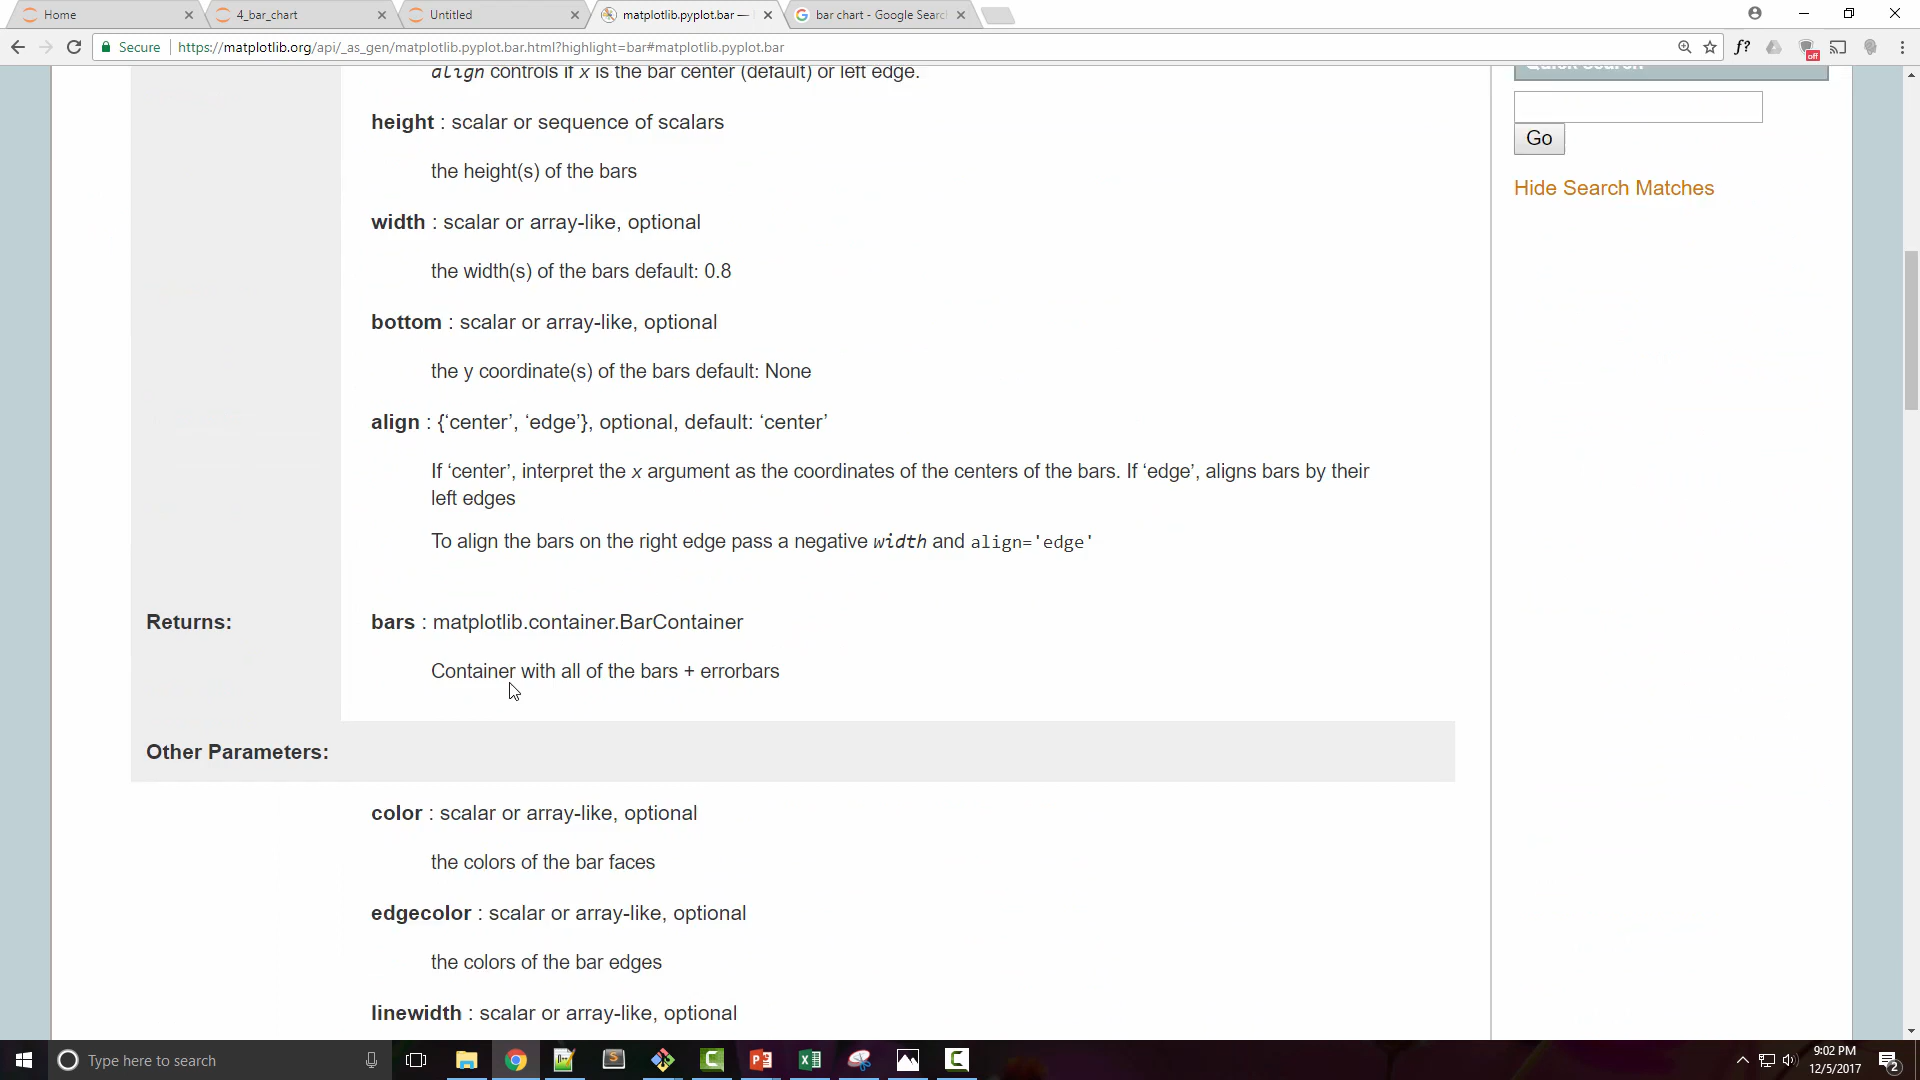 Home
4_bar_chart
Untitled
matplotlib.pyplot.bar —
bar chart - Google Searc
Secure
https://matplotlib.org/api/_as_gen/matplotlib.pyplot.bar.html?highlight=bar#matplotlib.pyplot.bar
f?
off
align controls if x is the bar center (default) or left edge.
Quick Search
height : scalar or sequence of scalars
Go
the height(s) of the bars
Hide Search Matches
width : scalar or array-like, optional
the width(s) of the bars default: 0.8
bottom : scalar or array-like, optional
the y coordinate(s) of the bars default: None
align : {‘center’, ‘edge’}, optional, default: ‘center’
If ‘center’, interpret the x argument as the coordinates of the centers of the bars. If ‘edge’, aligns bars by their
left edges
To align the bars on the right edge pass a negative width and align='edge'
Returns:
bars : matplotlib.container.BarContainer
Container with all of the bars + errorbars
Other Parameters:
color : scalar or array-like, optional
the colors of the bar faces
edgecolor : scalar or array-like, optional
the colors of the bar edges
linewidth : scalar or array-like, optional
Type here to search
9:02 PM
12/5/2017
2